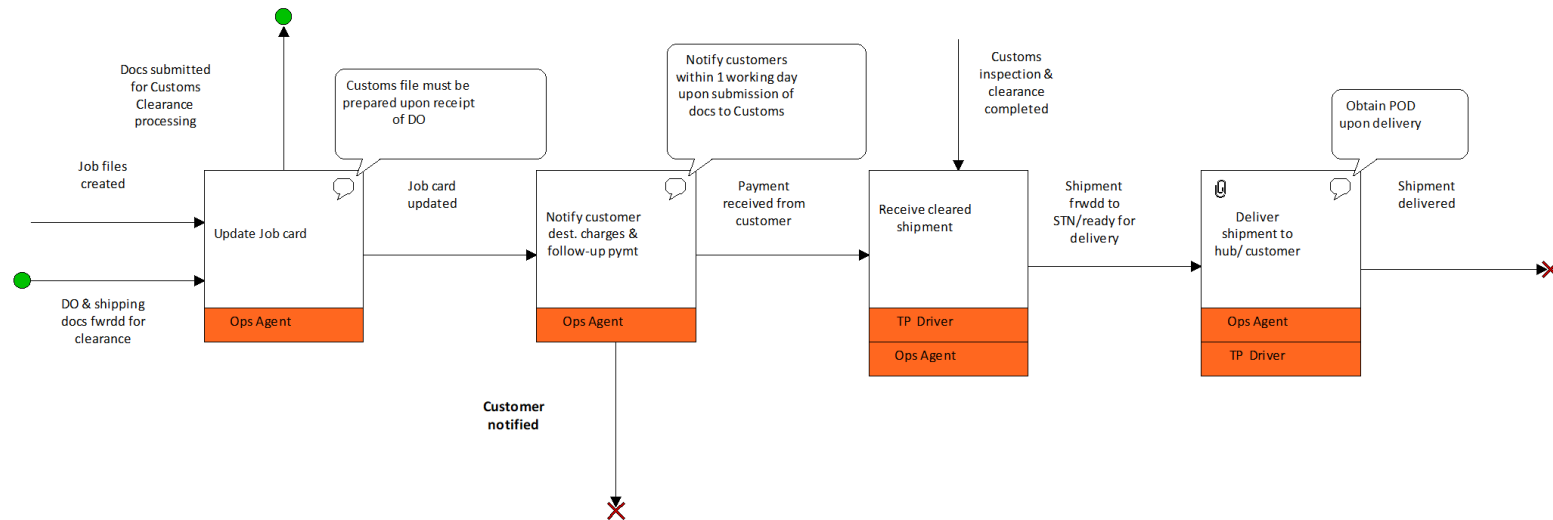 Docs submitted
for Customs
Clearance
processing
Customs file must be
prepared upon receipt
of DO
Notify customers
within 1 working day
upon submission of
docs to Customs
Customs
inspection &
clearance
completed
Obtain POD
upon delivery
Job files
created
Job card
updated
Payment
received from
customer
Shipment
frwdd to
STN/ready for
delivery
Shipment
delivered
Update Job card
Notify customer
dest. charges &
follow-up pymt
Receive cleared
shipment
Deliver
shipment to
hub/ customer
DO & shipping
docs fwrdd for
clearance
Ops Agent
Ops Agent
TP Driver
Ops Agent
Ops Agent
TP Driver
Customer
notified